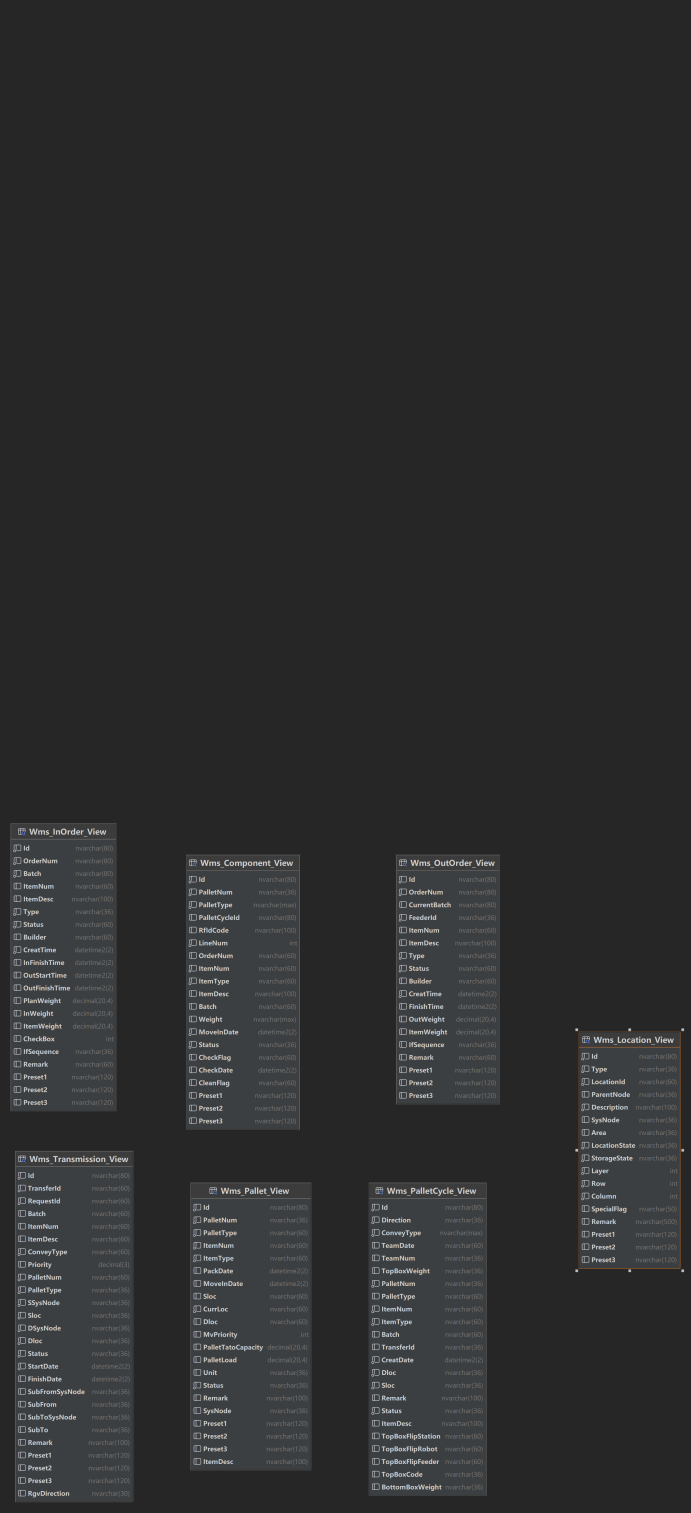 Wms_InOrder_View
Id nvarchar(80)
OrderNum nvarchar(80)
Batch nvarchar(80)
ItemNum nvarchar(60)
ItemDesc nvarchar(100)
Type nvarchar(36)
Status nvarchar(60)
Builder nvarchar(60)
CreatTime datetime2(2)
InFinishTime datetime2(2)
OutStartTime datetime2(2)
OutFinishTime datetime2(2)
PlanWeight decimal(20,4)
InWeight decimal(20,4)
ItemWeight decimal(20,4)
CheckBox int
IfSequence nvarchar(36)
Remark nvarchar(60)
Preset1 nvarchar(120)
Preset2 nvarchar(120)
Preset3 nvarchar(120)
Wms_Component_View
Id nvarchar(80)
PalletNum nvarchar(36)
PalletType nvarchar(max)
PalletCycleId nvarchar(80)
RfIdCode nvarchar(100)
LineNum int
OrderNum nvarchar(60)
ItemNum nvarchar(60)
ItemType nvarchar(60)
ItemDesc nvarchar(100)
Batch nvarchar(60)
Weight nvarchar(max)
MoveInDate datetime2(2)
Status nvarchar(36)
CheckFlag nvarchar(60)
CheckDate datetime2(2)
CleanFlag nvarchar(60)
Preset1 nvarchar(120)
Preset2 nvarchar(120)
Preset3 nvarchar(120)
Wms_OutOrder_View
Id nvarchar(80)
OrderNum nvarchar(80)
CurrentBatch nvarchar(80)
FeederId nvarchar(36)
ItemNum nvarchar(60)
ItemDesc nvarchar(100)
Type nvarchar(36)
Status nvarchar(60)
Builder nvarchar(60)
CreatTime datetime2(2)
FinishTime datetime2(2)
OutWeight decimal(20,4)
ItemWeight decimal(20,4)
IfSequence nvarchar(36)
Remark nvarchar(60)
Preset1 nvarchar(120)
Preset2 nvarchar(120)
Preset3 nvarchar(120)
Wms_Location_View
Id nvarchar(80)
Type nvarchar(36)
LocationId nvarchar(60)
ParentNode nvarchar(36)
Description nvarchar(100)
SysNode nvarchar(36)
Area nvarchar(36)
LocationState nvarchar(36)
StorageState nvarchar(36)
Layer int
Row int
Column int
SpecialFlag nvarchar(50)
Remark nvarchar(500)
Preset1 nvarchar(120)
Preset2 nvarchar(120)
Preset3 nvarchar(120)
Wms_Transmission_View
Id nvarchar(80)
TransferId nvarchar(60)
RequestId nvarchar(60)
Batch nvarchar(60)
ItemNum nvarchar(60)
ItemDesc nvarchar(60)
ConveyType nvarchar(60)
Priority decimal(3)
PalletNum nvarchar(60)
PalletType nvarchar(36)
SSysNode nvarchar(36)
Sloc nvarchar(36)
DSysNode nvarchar(36)
Dloc nvarchar(36)
Status nvarchar(36)
StartDate datetime2(2)
FinishDate datetime2(2)
SubFromSysNode nvarchar(36)
SubFrom nvarchar(36)
SubToSysNode nvarchar(36)
SubTo nvarchar(36)
Remark nvarchar(100)
Preset1 nvarchar(120)
Preset2 nvarchar(120)
Preset3 nvarchar(120)
RgvDirection nvarchar(30)
Wms_Pallet_View
Id nvarchar(80)
PalletNum nvarchar(36)
PalletType nvarchar(60)
ItemNum nvarchar(60)
ItemType nvarchar(60)
PackDate datetime2(2)
MoveInDate datetime2(2)
Sloc nvarchar(60)
CurrLoc nvarchar(60)
Dloc nvarchar(60)
MvPriority int
PalletTatoCapacity decimal(20,4)
PalletLoad decimal(20,4)
Unit nvarchar(36)
Status nvarchar(36)
Remark nvarchar(100)
SysNode nvarchar(36)
Preset1 nvarchar(120)
Preset2 nvarchar(120)
Preset3 nvarchar(120)
ItemDesc nvarchar(100)
Wms_PalletCycle_View
Id nvarchar(80)
Direction nvarchar(36)
ConveyType nvarchar(max)
TeamDate nvarchar(60)
TeamNum nvarchar(36)
TopBoxWeight nvarchar(36)
PalletNum nvarchar(36)
PalletType nvarchar(60)
ItemNum nvarchar(60)
ItemType nvarchar(60)
Batch nvarchar(60)
TransferId nvarchar(36)
CreatDate datetime2(2)
Dloc nvarchar(36)
Sloc nvarchar(36)
Remark nvarchar(100)
Status nvarchar(36)
ItemDesc nvarchar(100)
TopBoxFlipStation nvarchar(60)
TopBoxFlipRobot nvarchar(60)
TopBoxFlipFeeder nvarchar(60)
TopBoxCode nvarchar(36)
BottomBoxWeight nvarchar(36)